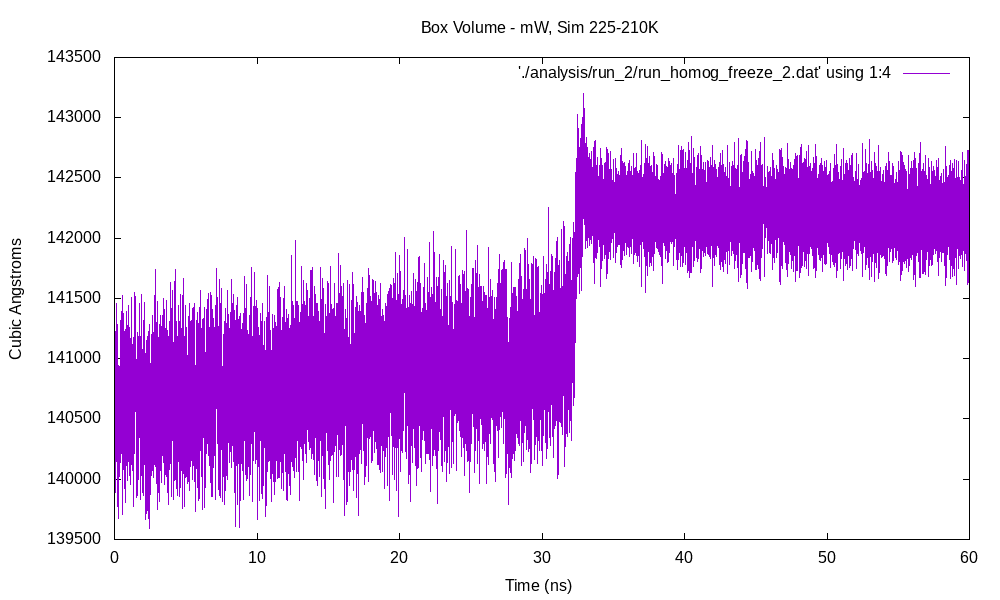 Box Volume - mW, Sim 225-210K
'./analysis/run_2/run_homog_freeze_2.dat' using 1:4
Cubic Angstroms
143500
143000
142500
142000
141500
141000
140500
140000
139500
0 10 20 30 40 50 60
Time (ns)